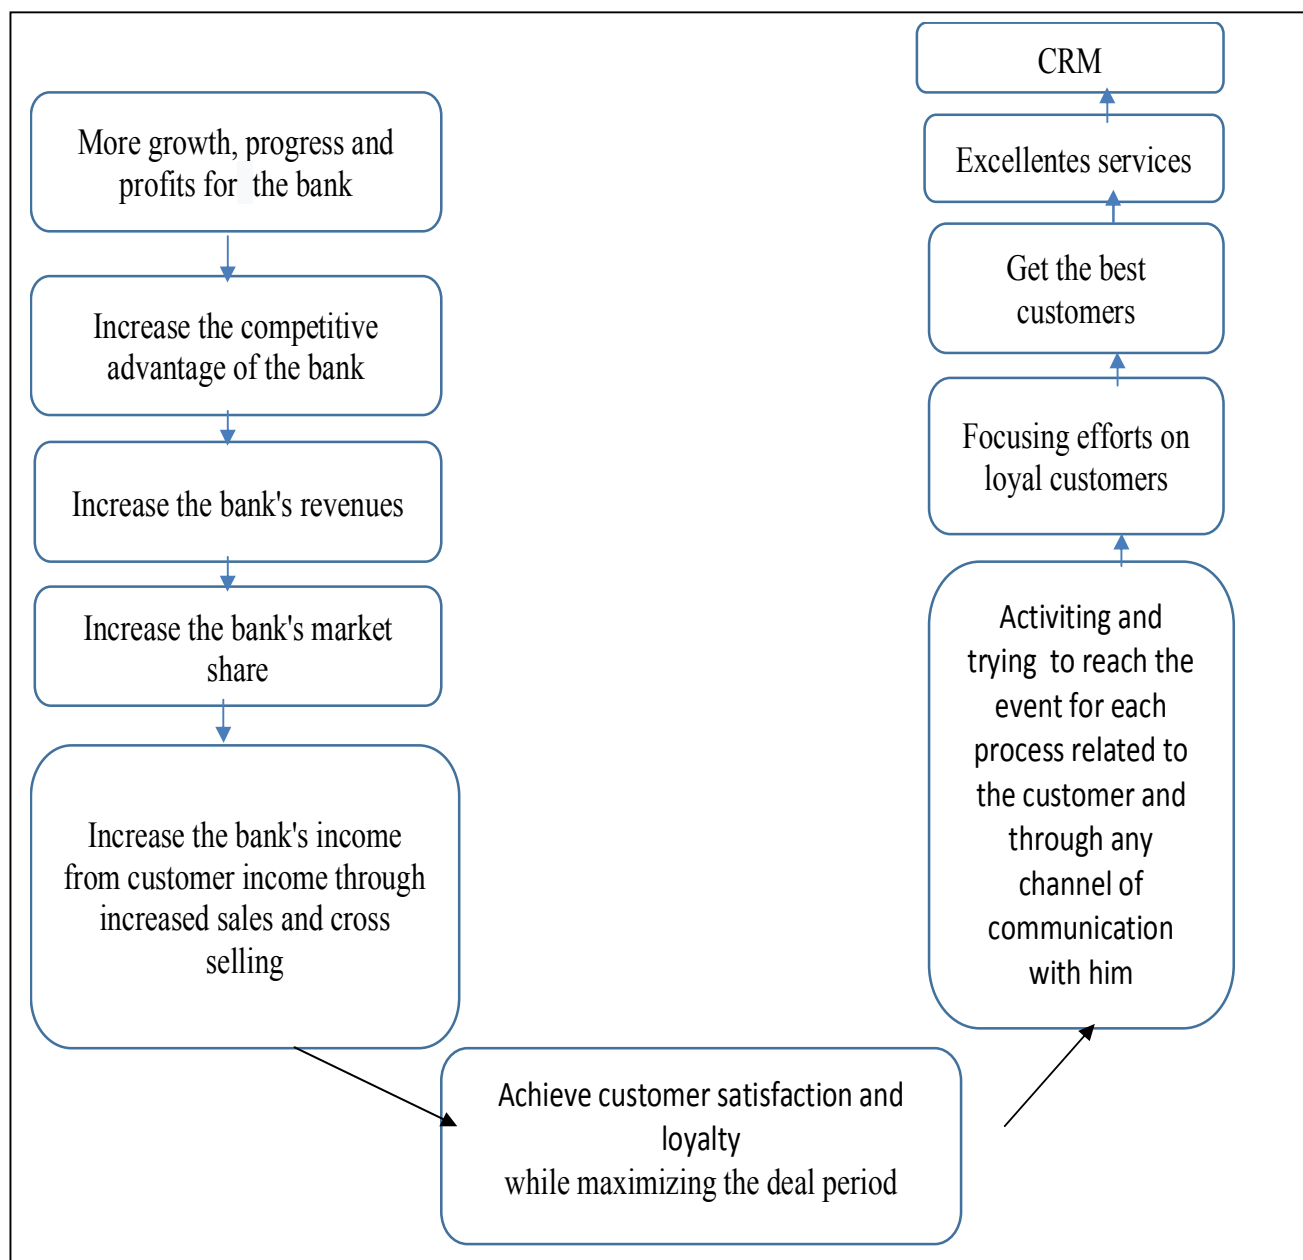 More growth, progress and
profits for the bank
Increase the competitive
advantage of the bank
Increase the bank's revenues
Increase the bank's market
share
Increase the bank's income
from customer income through
increased sales and cross
selling
Achieve customer satisfaction and
loyalty
while maximizing the deal period
CRM
Excellentes services
Get the best
customers
Focusing efforts on
loyal customers
Activiting and
trying to reach the
event for each
process related to
the customer and
through any
channel of
communication
with him